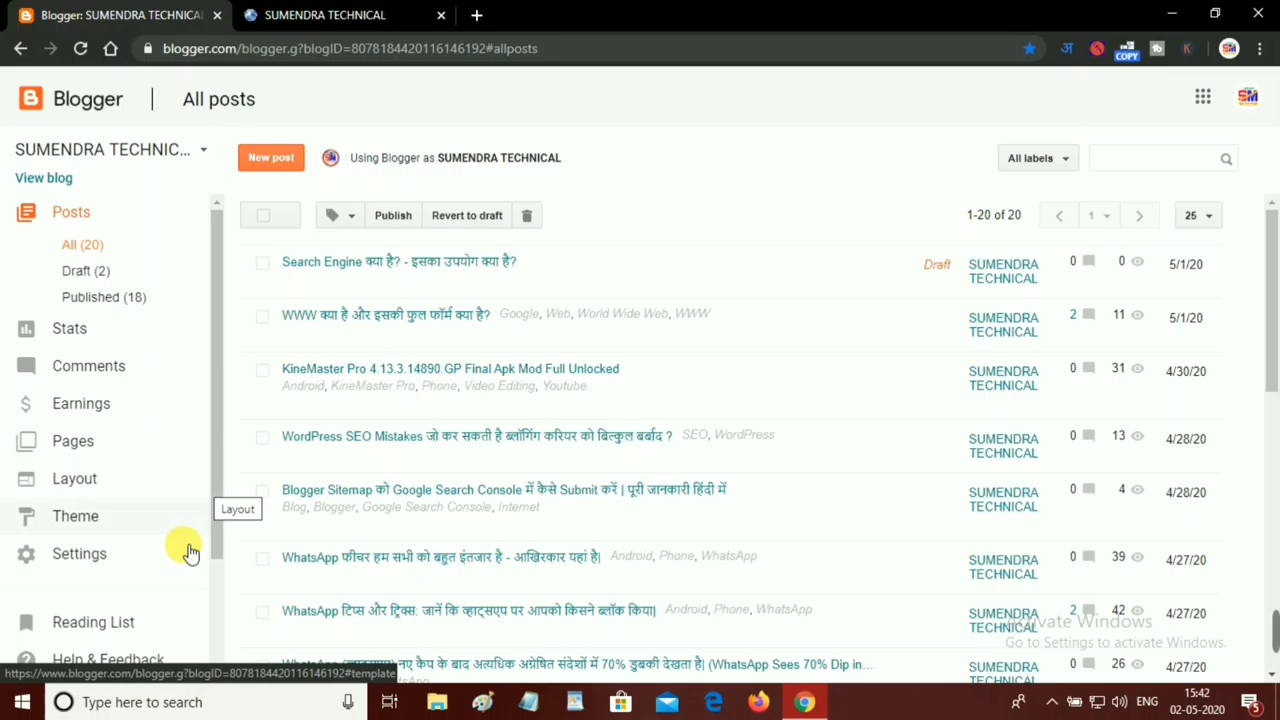 Blogger: SUMENDRA TECHNICAL
SUMENDRA TECHNICAL
blogger.com/blogger.g?blogID=8078184420116146192#allposts
अ
COPY
K
SM
Blogger
All posts
SM
SUMENDRA TECHNIC...
New post
Using Blogger as SUMENDRA TECHNICAL
All labels
View blog
Posts
Publish
Revert to draft
1-20 of 20
1
25
All (20)
Draft (2)
Published (18)
Stats
Comments
Earnings
Pages
Layout
Theme
Layout
Settings
Reading List
Help & Feedback
Search Engine क्या है? - इसका उपयोग क्या है?
Draft
SUMENDRA
TECHNICAL
0
0
5/1/20
WWW क्या है और इसकी फुल फॉर्म क्या है?
Google, Web, World Wide Web, WWW
SUMENDRA
TECHNICAL
2
11
5/1/20
KineMaster Pro 4.13.3.14890.GP Final Apk Mod Full Unlocked
Android, KineMaster Pro, Phone, Video Editing, Youtube
SUMENDRA
TECHNICAL
0
31
4/30/20
WordPress SEO Mistakes जो कर सकती है ब्लॉगिंग करियर को बिल्कुल बर्बाद ?
SEO, WordPress
SUMENDRA
TECHNICAL
0
13
4/28/20
Blogger Sitemap को Google Search Console में कैसे Submit करें | पूरी जानकारी हिंदी में
Blog, Blogger, Google Search Console, Internet
SUMENDRA
TECHNICAL
0
4
4/28/20
WhatsApp फीचर हम सभी को बहुत इंतजार है - आखिरकार यहां है|
Android, Phone, WhatsApp
SUMENDRA
TECHNICAL
0
39
4/27/20
WhatsApp टिप्स और ट्रिक्स: जानें कि व्हाट्सएप पर आपको किसने ब्लॉक किया|
Android, Phone, WhatsApp
SUMENDRA
TECHNICAL
2
42
4/27/20
नए कैप के बाद अत्यधिक अग्रेषित संदेशों में 70% डुबकी देखता है| (WhatsApp Sees 70% Dip in...
SUMENDRA
TECHNICAL
0
26
4/27/20
Activate Windows
Go to Settings to activate Windows.
https://www.blogger.com/blogger.g?blogID=8078184420116146192#template
Type here to search
ENG
15:42
02-05-2020
5